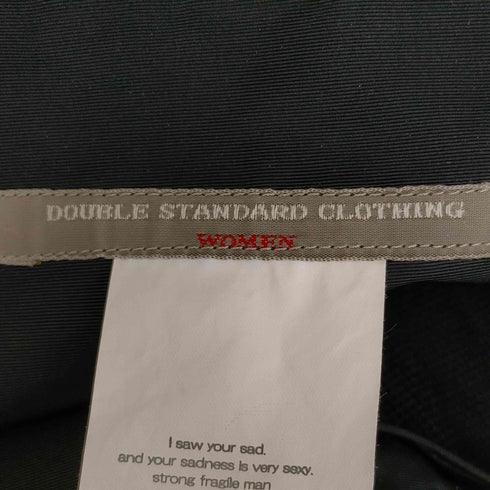 DOUBLE STANDARD CLOTHING
WOMEN
I saw your sad.
and your sadness is very sexy.
strong fragile man